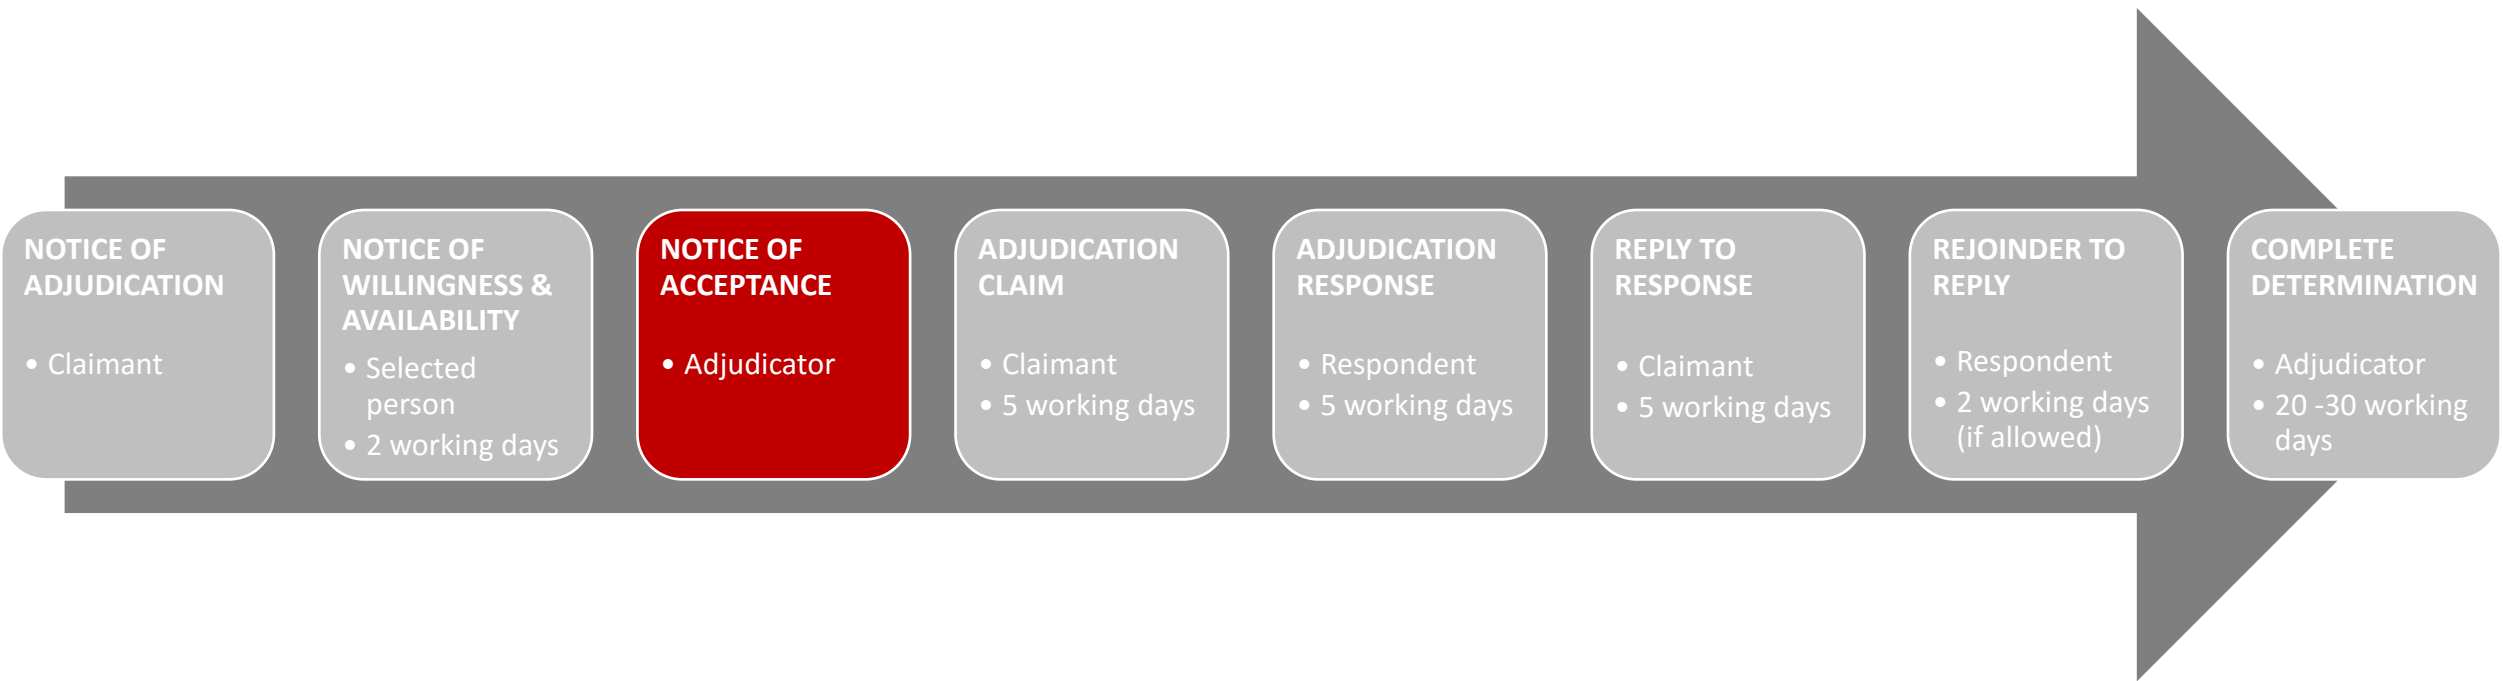 NOTICE OF
ADJUDICATION
• Claimant
NOTICE OF
WILLINGNESS &
AVAILABILITY
• Selected
person
• 2 working days
NOTICE OF
ACCEPTANCE
• Adjudicator
ADJUDICATION
CLAIM
• Claimant
• 5 working days
ADJUDICATION
RESPONSE
• Respondent
• 5 working days
REPLY TO
RESPONSE
• Claimant
• 5 working days
REJOINDER TO
REPLY
• Respondent
• 2 working days
(if allowed)
COMPLETE
DETERMINATION
• Adjudicator
• 20 -30 working
days